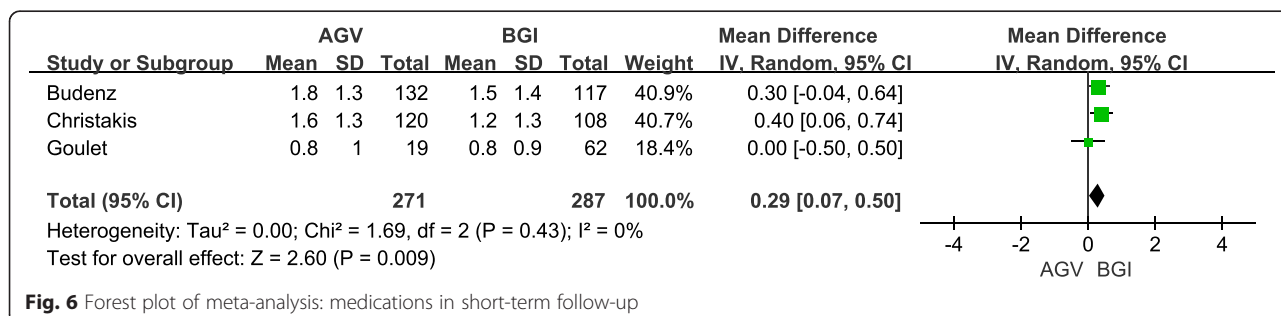 AGV BGI Mean Difference Mean Difference
Study or Subgroup Mean SD Total Mean SD Total Weight IV, Random, 95% CI IV, Random, 95% CI
Budenz 1.8 1.3 132 1.5 1.4 117 40.9% 0.30 [-0.04, 0.64]
Christakis 1.6 1.3 120 1.2 1.3 108 40.7% 0.40 [0.06, 0.74]
Goulet 0.8 1 19 0.8 0.9 62 18.4% 0.00 [-0.50, 0.50]
Total (95% CI) 271 287 100.0% 0.29 [0.07, 0.50]
Heterogeneity: Tau² = 0.00; Chi² = 1.69, df = 2 (P = 0.43); I² = 0%
Test for overall effect: Z = 2.60 (P = 0.009)
-4 -2 0 2 4
AGV BGI
Fig. 6 Forest plot of meta-analysis: medications in short-term follow-up